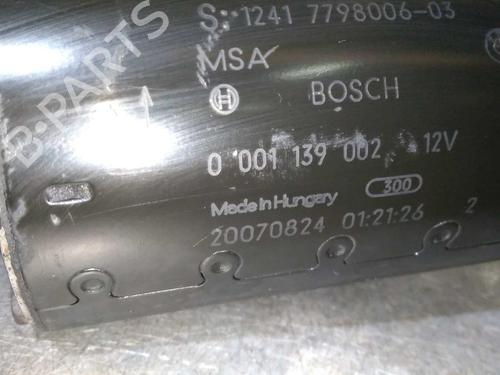 S: 1241 7798006-03
MSA
BOSCH
0 001 139 002 12V
300
Made in Hungary
20070824 01:21:26 2
B-PARTS